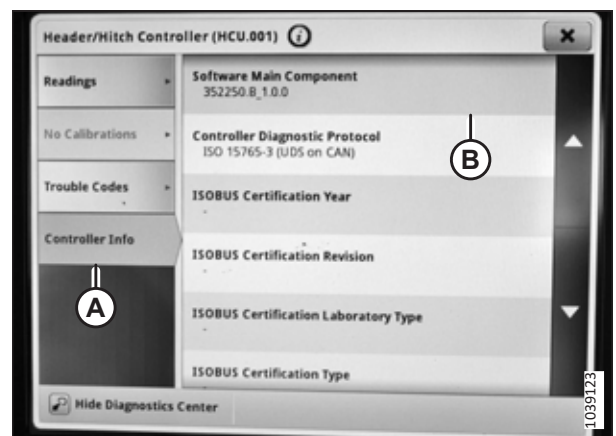 Header/Hitch Controller (HCU.001)
Readings
No Calibrations
Trouble Codes
Controller Info
Software Main Component
352250.B_1.0.0
Controller Diagnostic Protocol
ISO 15765-3 (UDS on CAN)
ISOBUS Certification Year
-
ISOBUS Certification Revision
-
ISOBUS Certification Laboratory Type
-
ISOBUS Certification Type
Hide Diagnostics Center
A
B
1039123